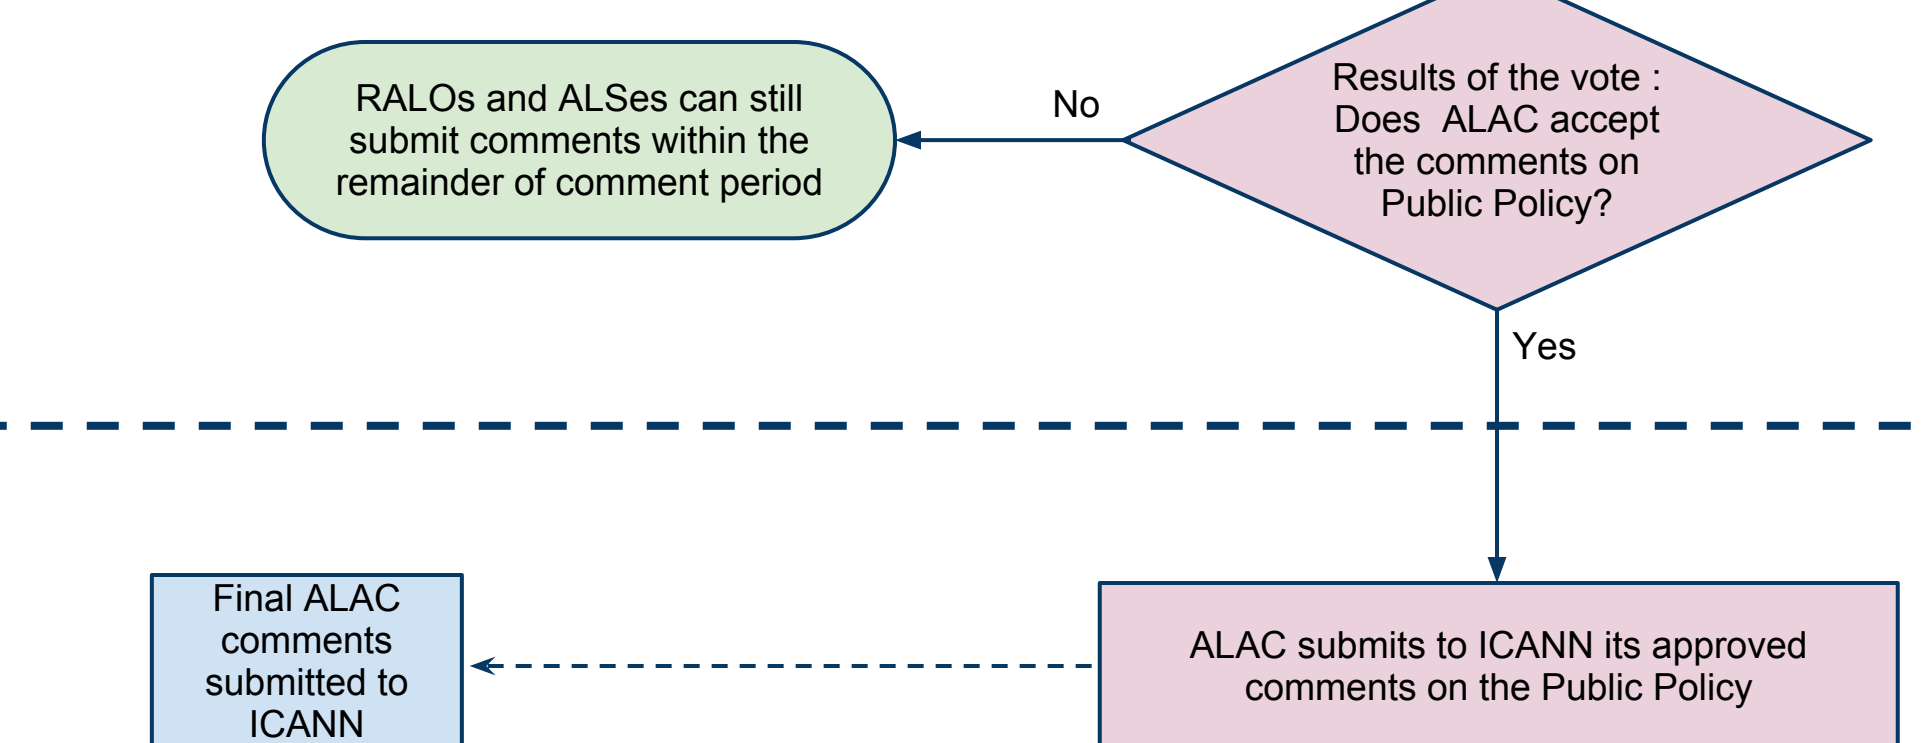 RALOs and ALSes can still
submit comments within the
remainder of comment period
No
Results of the vote :
Does  ALAC accept
the comments on
Public Policy?
Yes
Final ALAC
comments
submitted to
ICANN
ALAC submits to ICANN its approved
comments on the Public Policy